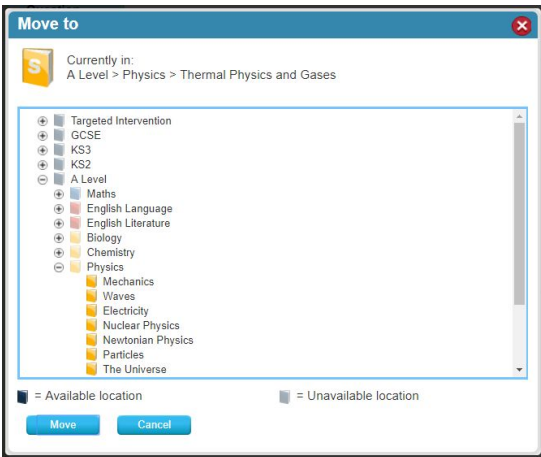 Move to
S
Currently in:
A Level > Physics > Thermal Physics and Gases
Targeted Intervention
GCSE
KS3
KS2
A Level
Maths
English Language
English Literature
Biology
Chemistry
Physics
Mechanics
Waves
Electricity
Nuclear Physics
Newtonian Physics
Particles
The Universe
= Available location
= Unavailable location
Move
Cancel